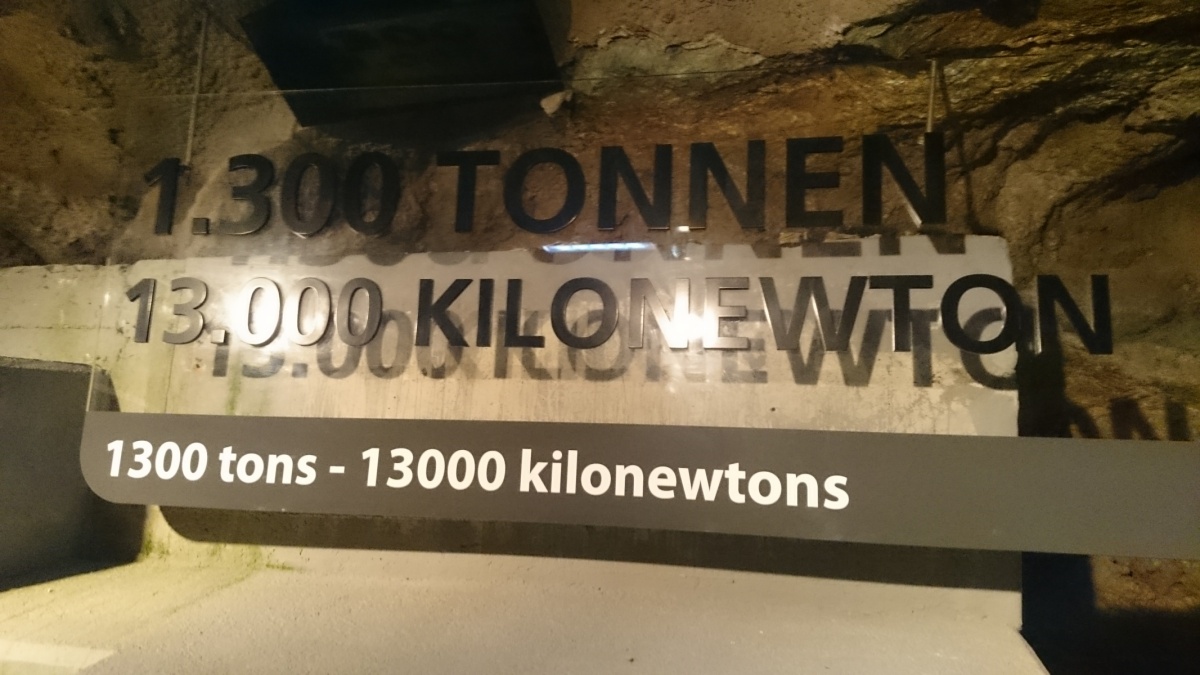 1.300 TONNEN
13.000 KILONEWTON
1300 tons - 13000 kilonewtons